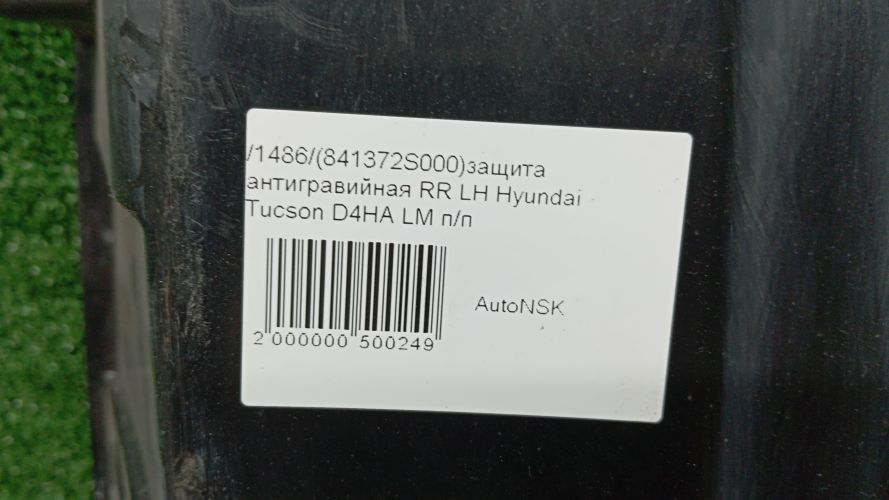 /1486/(841372S000)защита
антигравийная RR LH Hyundai
Tucson D4HA LM п/п
AutoNSK
2 000000 500249